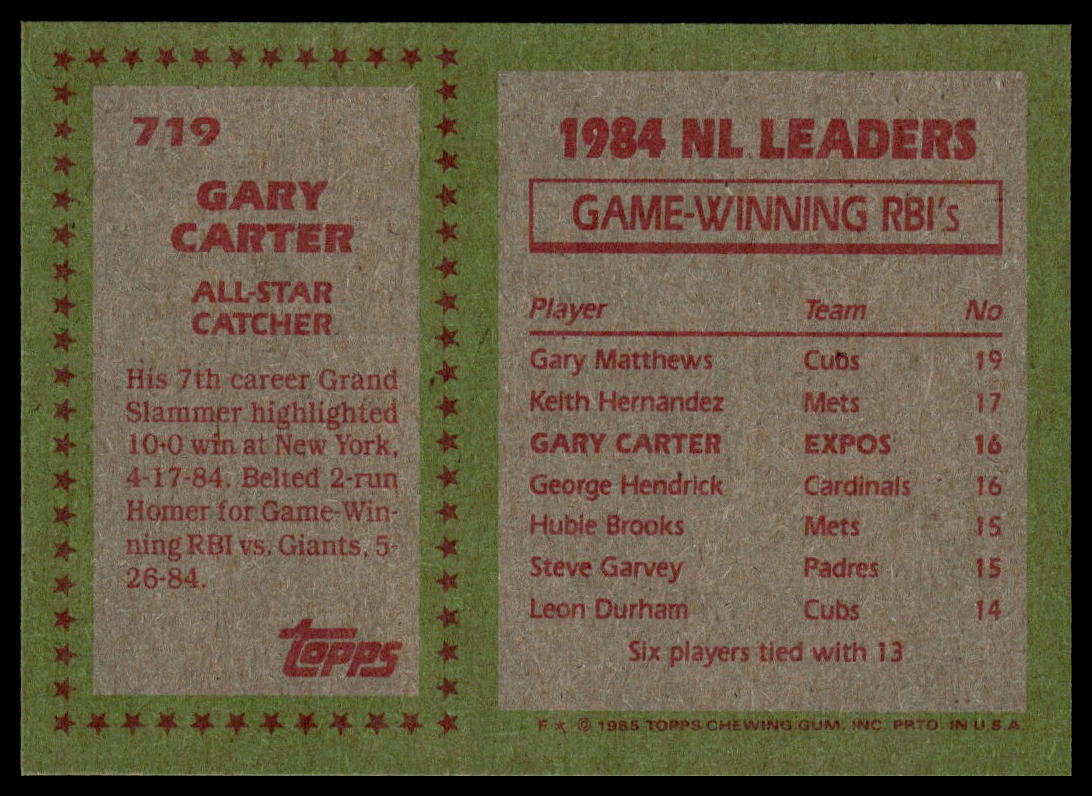 719
GARY
CARTER
ALL-STAR
CATCHER
His 7th career Grand
Slammer highlighted
10-0 win at New York,
4-17-84. Belted 2-run
Homer for Game-Win-
ning RBI vs. Giants, 5-
26-84.
topps
1984 NL LEADERS
GAME-WINNING RBI's
Player Team No
Gary Matthews Cubs 19
Keith Hernandez Mets 17
GARY CARTER EXPOS 16
George Hendrick Cardinals 16
Hubie Brooks Mets 15
Steve Garvey Padres 15
Leon Durham Cubs 14
Six players tied with 13
F ★ © 1985 TOPPS CHEWING GUM, INC. PRTD. IN U.S.A.